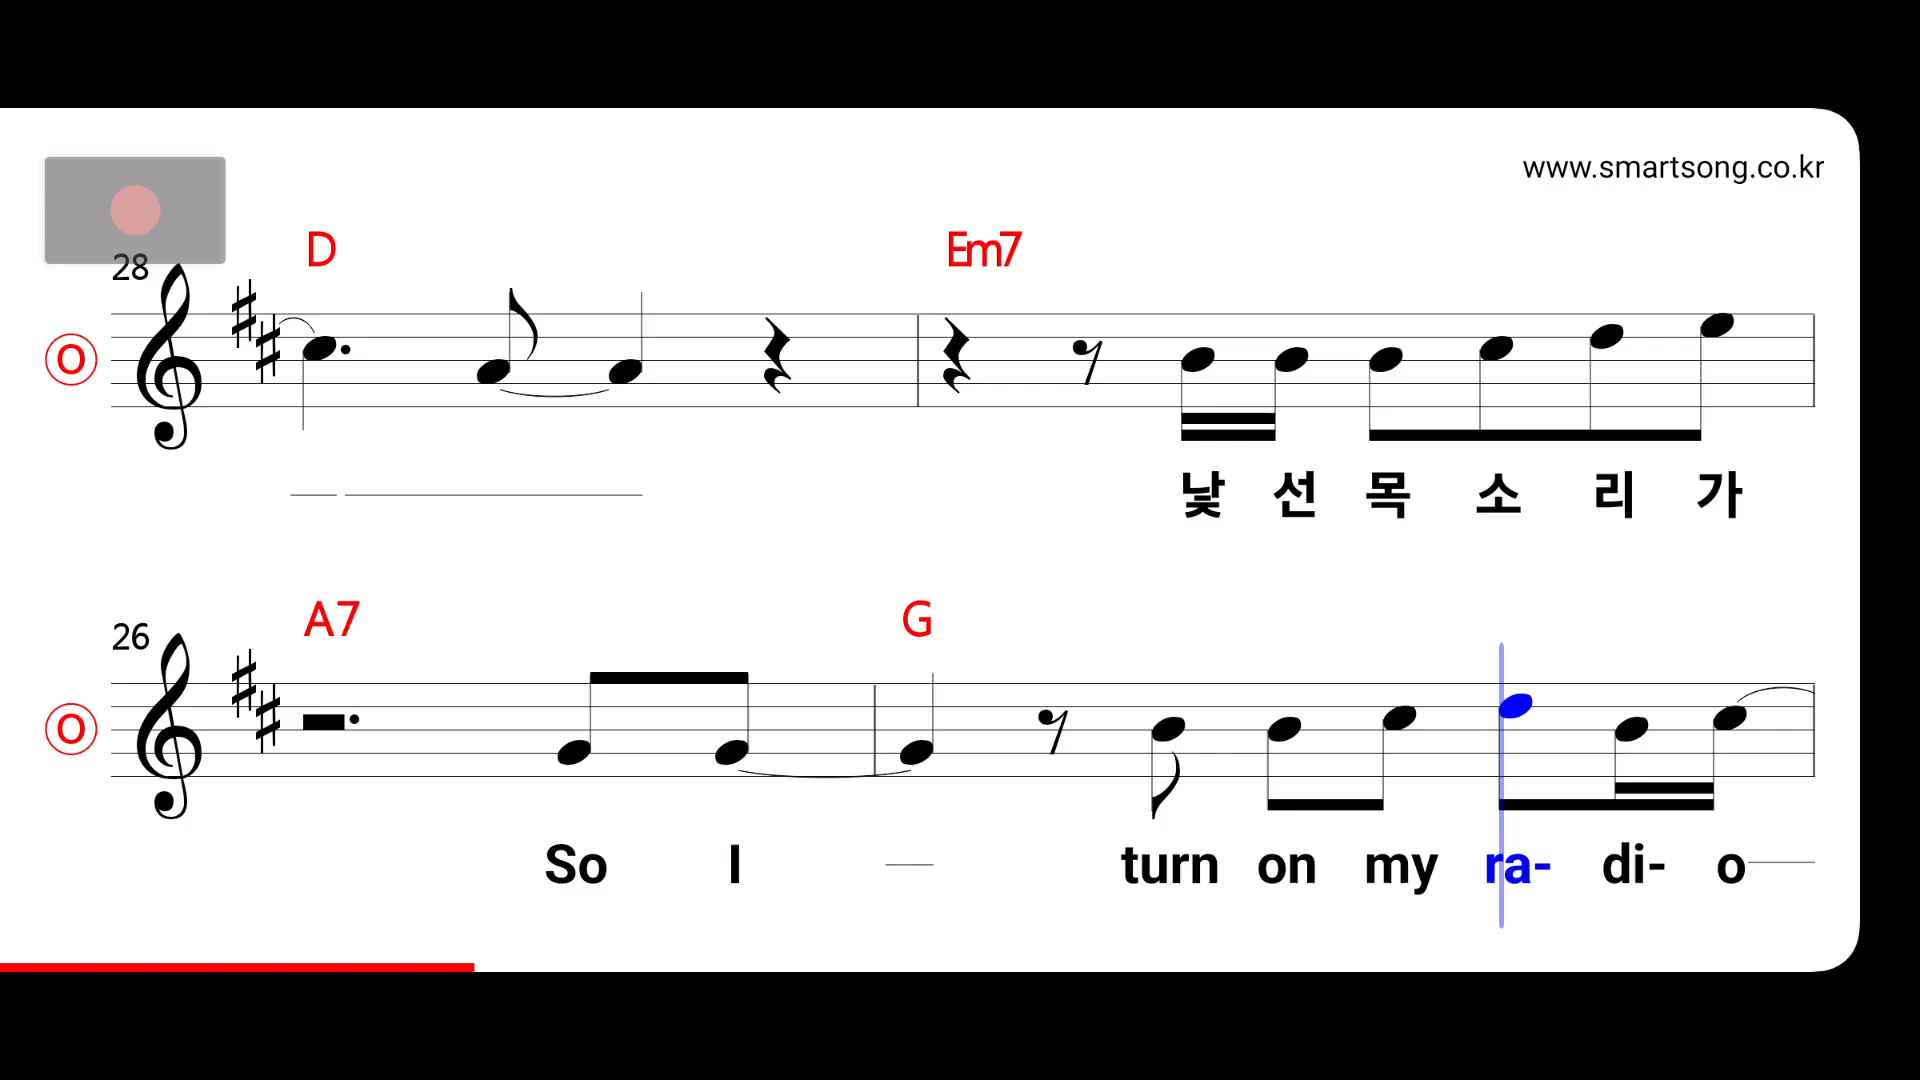 www.smartsong.co.kr
D Em7
28
O
낯 선 목 소 리 가
A7 G
26
O
So I turn on my ra- di- o